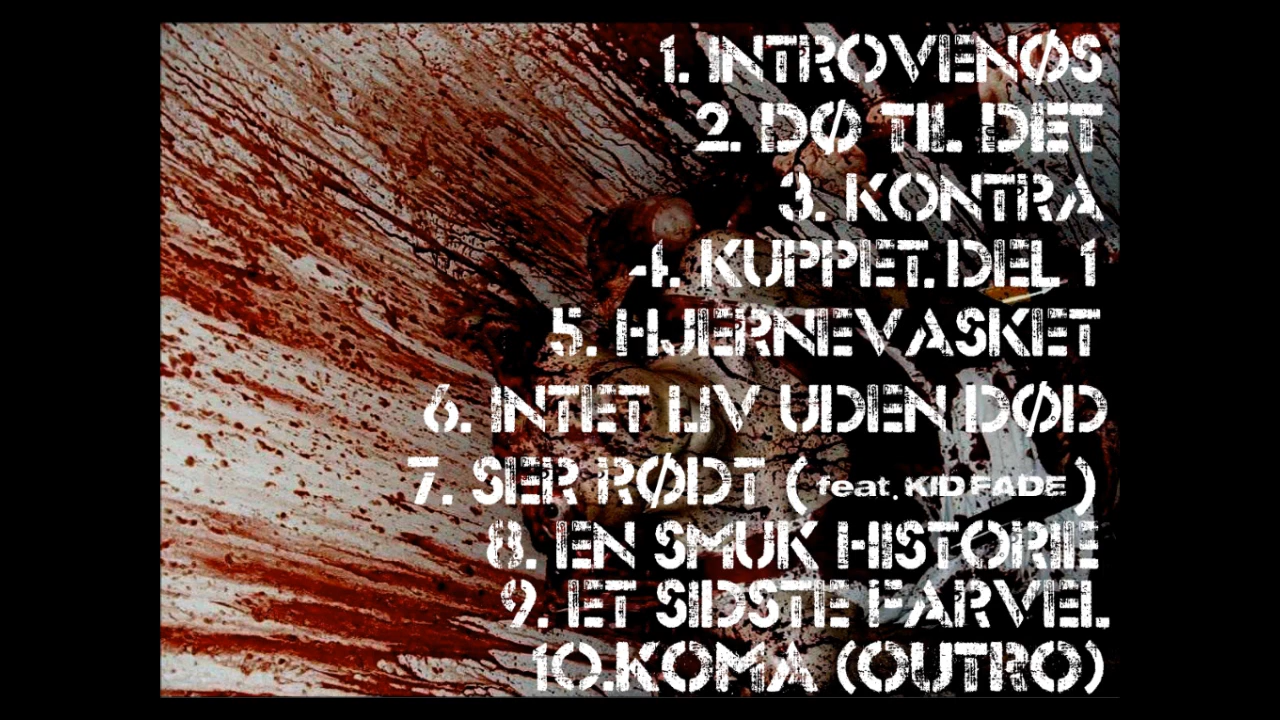 1. INTROVENØS
2. DØ TIL DET
3. KONTRA
4. KUPPET. DEL 1
5. HJERNEVASKET
6. INTET LIV UDEN DØD
7. SER RØDT (feat. KID FADE)
8. EN SMUK HISTORIE
9. ET SIDSTE FARVEL
10.KOMA (OUTRO)